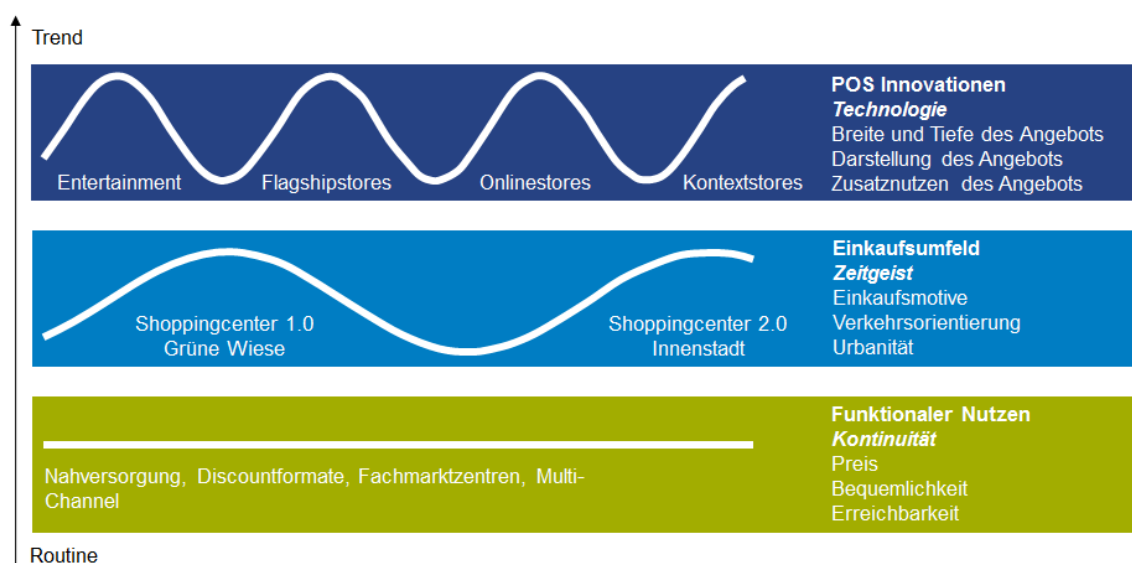 Trend
Entertainment
Flagshipstores
Onlinestores
Kontextstores
POS Innovationen
Technologie
Breite und Tiefe des Angebots
Darstellung des Angebots
Zusatznutzen des Angebots
Shoppingcenter 1.0
Grüne Wiese
Shoppingcenter 2.0
Innenstadt
Einkaufsumfeld
Zeitgeist
Einkaufsmotive
Verkehrsorientierung
Urbanität
Nahversorgung, Discountformate, Fachmarktzentren, Multi-
Channel
Funktionaler Nutzen
Kontinuität
Preis
Bequemlichkeit
Erreichbarkeit
Routine